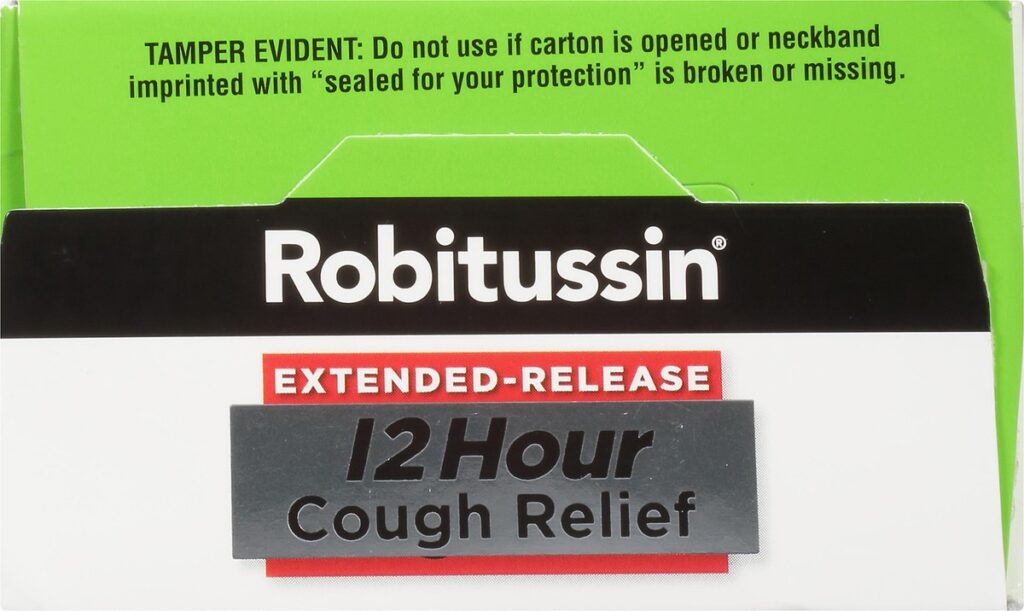 TAMPER EVIDENT: Do not use if carton is opened or neckband
imprinted with “sealed for your protection” is broken or missing.
Robitussin®
EXTENDED-RELEASE
12 Hour
Cough Relief